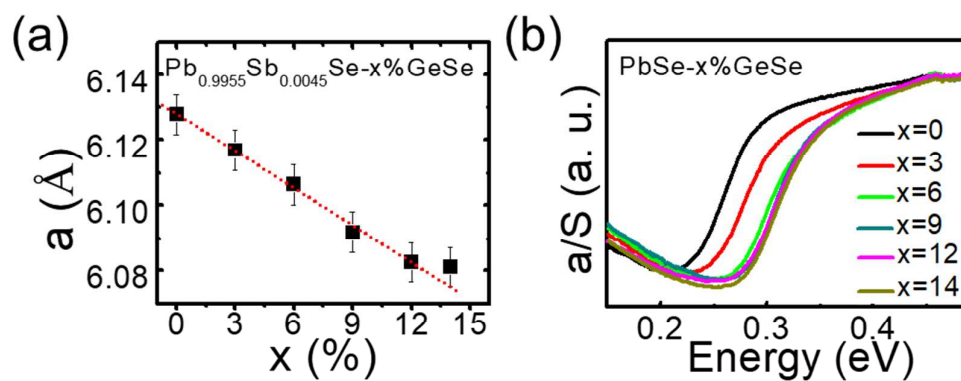 (a)
Pb0.9955Sb0.0045Se-x%GeSe
6.14
6.12
6.10
6.08
a (Å)
0 3 6 9 12 15
x (%)
(b)
PbSe-x%GeSe
a/S (a. u.)
x=0
x=3
x=6
x=9
x=12
x=14
0.2 0.3 0.4
Energy (eV)